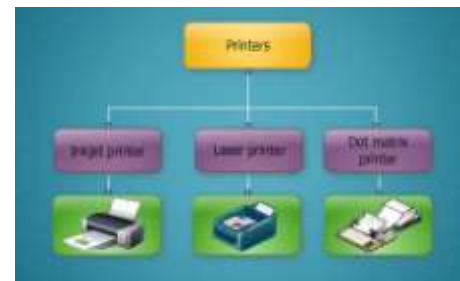 Printers
Inkjet printer
Laser printer
Dot matrix
printer